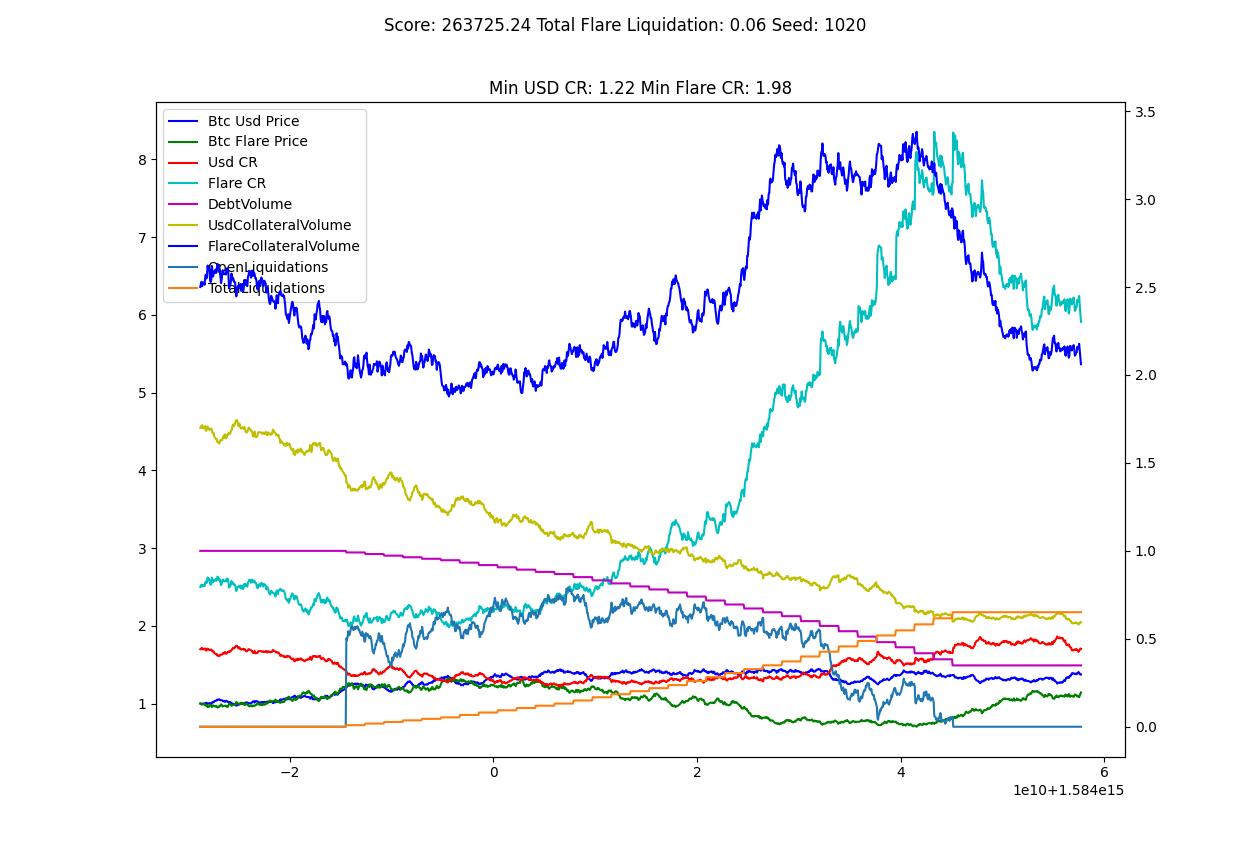 Score: 263725.24 Total Flare Liquidation: 0.06 Seed: 1020
Min USD CR: 1.22 Min Flare CR: 1.98
Btc Usd Price
Btc Flare Price
Usd CR
Flare CR
DebtVolume
UsdCollateralVolume
FlareCollateralVolume
OpenLiquidations
TotalLiquidations
8
7
6
5
4
3
2
1
3.5
3.0
2.5
2.0
1.5
1.0
0.5
0.0
−2 0 2 4 6
1e10+1.584e15